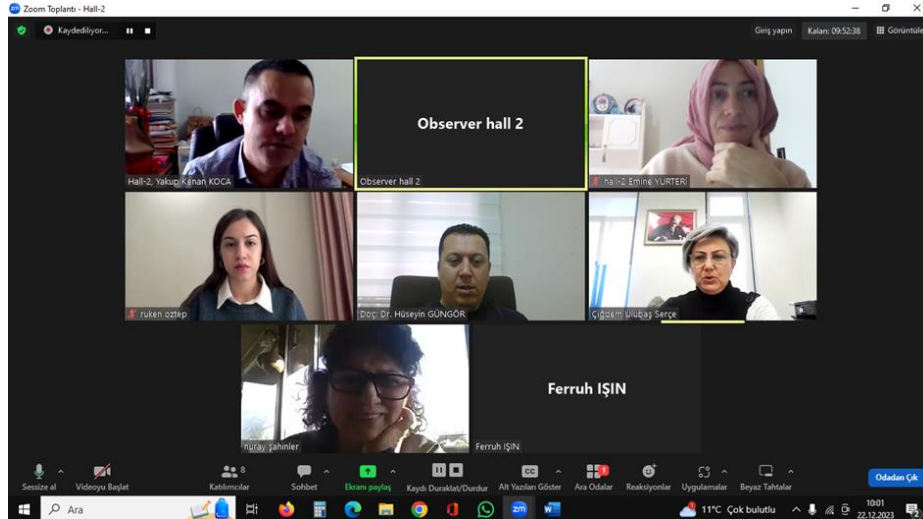 Zoom Toplantı - Hall-2
Kaydediliyor...
Giriş yapın
Kalan: 09:52:38
Görüntüle
Hall-2, Yakup Kenan KOCA
Observer hall 2
Observer hall 2
hall-2 Emine YURTERİ
ruken oztep
Doç. Dr. Hüseyin GÜNGÖR
Çiğdem Ulubaş Serçe
nuray şahinler
Ferruh IŞIN
Ferruh IŞIN
8
CC
1
Sessize al
Videoyu Başlat
Katılımcılar
Sohbet
Ekranı paylaş
Kaydı Duraklat/Durdur
Alt Yazıları Göster
Ara Odalar
Reaksiyonlar
Uygulamalar
Beyaz Tahtalar
Odadan Çık
Ara
zm
11°C Çok bulutlu
10:01
22.12.2023